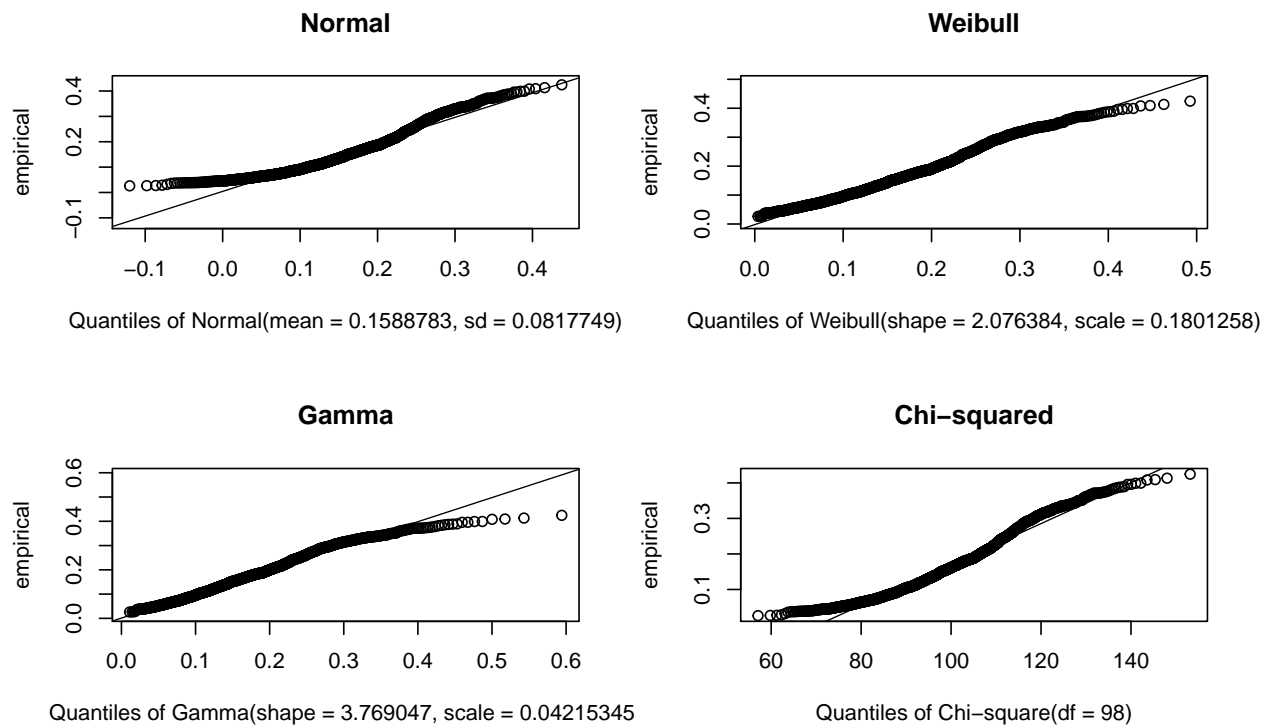 Normal
empirical
0.4
0.2
−0.1
−0.1 0.0 0.1 0.2 0.3 0.4
Quantiles of Normal(mean = 0.1588783, sd = 0.0817749)
Weibull
empirical
0.4
0.2
0.0
0.0 0.1 0.2 0.3 0.4 0.5
Quantiles of Weibull(shape = 2.076384, scale = 0.1801258)
Gamma
empirical
0.6
0.4
0.2
0.0
0.0 0.1 0.2 0.3 0.4 0.5 0.6
Quantiles of Gamma(shape = 3.769047, scale = 0.04215345
Chi−squared
empirical
0.3
0.1
60 80 100 120 140
Quantiles of Chi−square(df = 98)